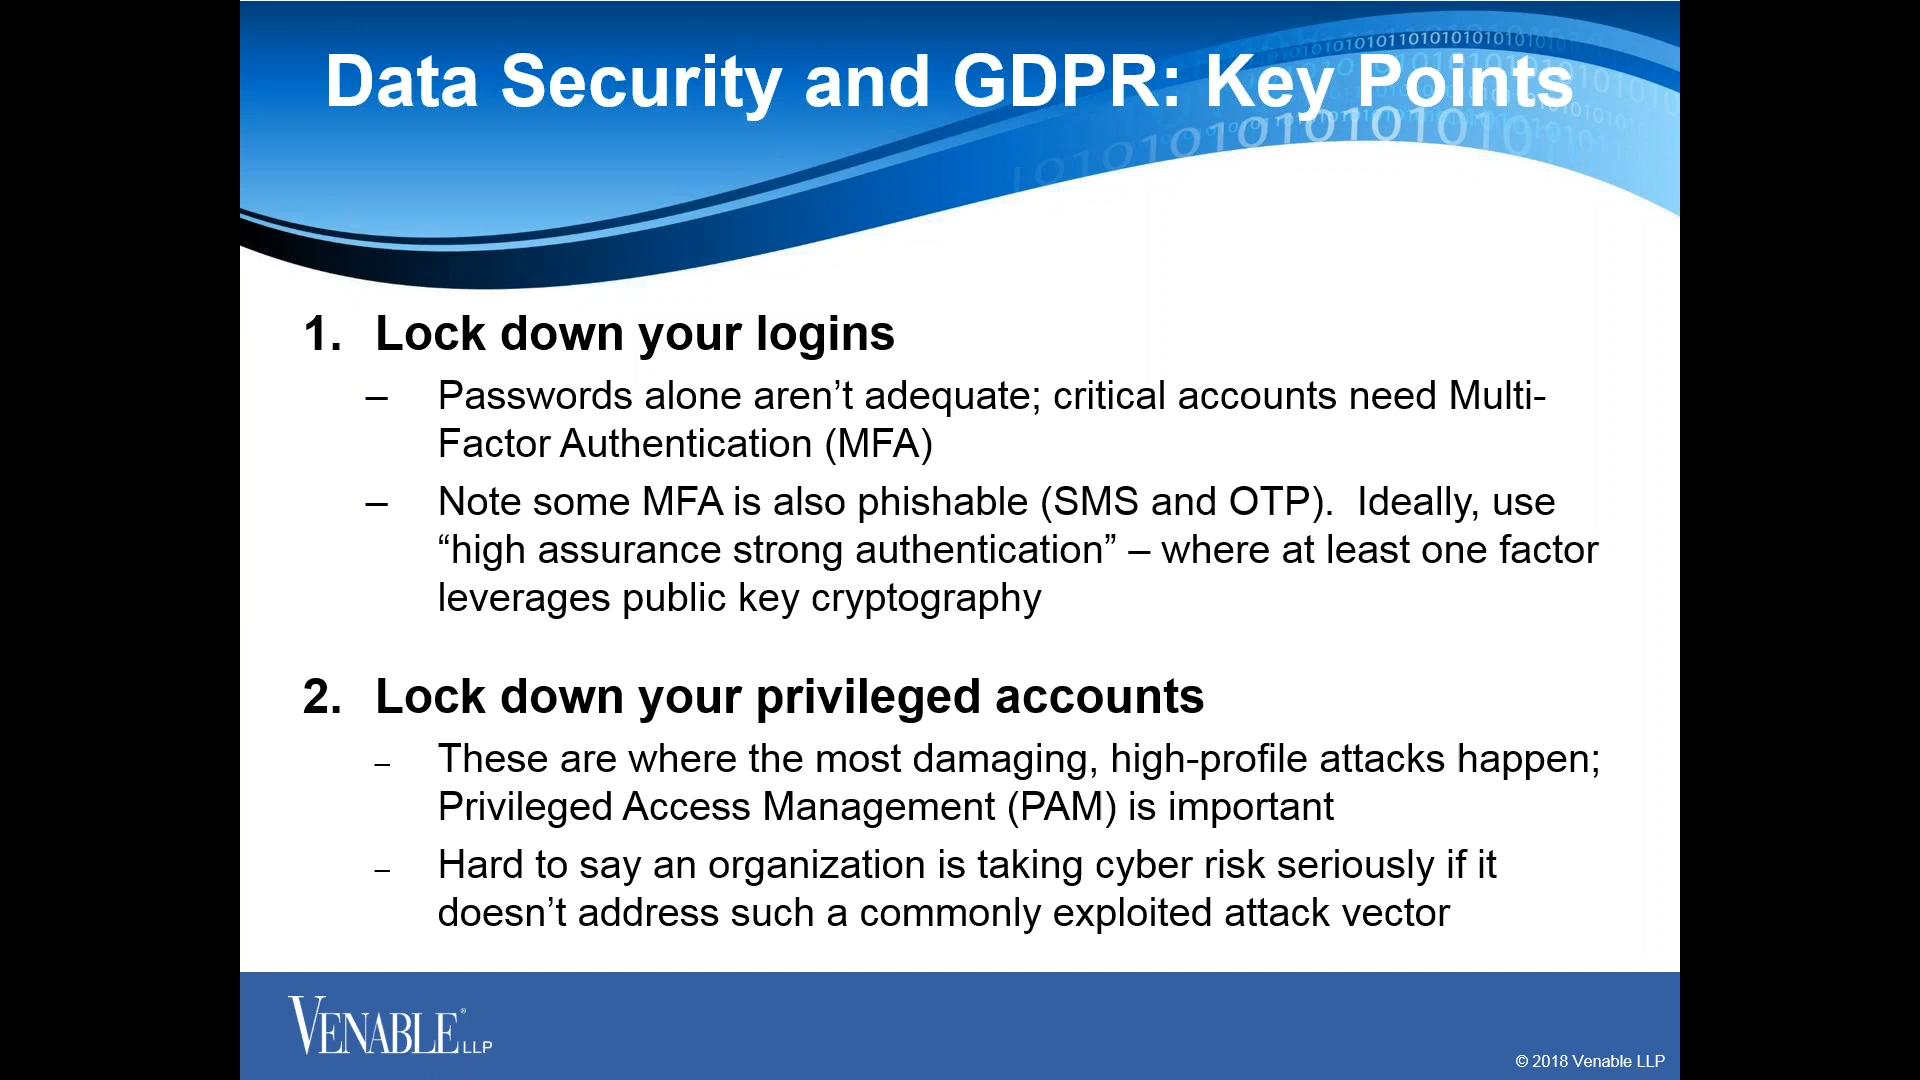 Data Security and GDPR: Key Points
1. Lock down your logins
– Passwords alone aren’t adequate; critical accounts need Multi-
Factor Authentication (MFA)
– Note some MFA is also phishable (SMS and OTP).  Ideally, use
“high assurance strong authentication” – where at least one factor
leverages public key cryptography
2. Lock down your privileged accounts
– These are where the most damaging, high-profile attacks happen;
Privileged Access Management (PAM) is important
– Hard to say an organization is taking cyber risk seriously if it
doesn’t address such a commonly exploited attack vector
VENABLE® LLP
© 2018 Venable LLP